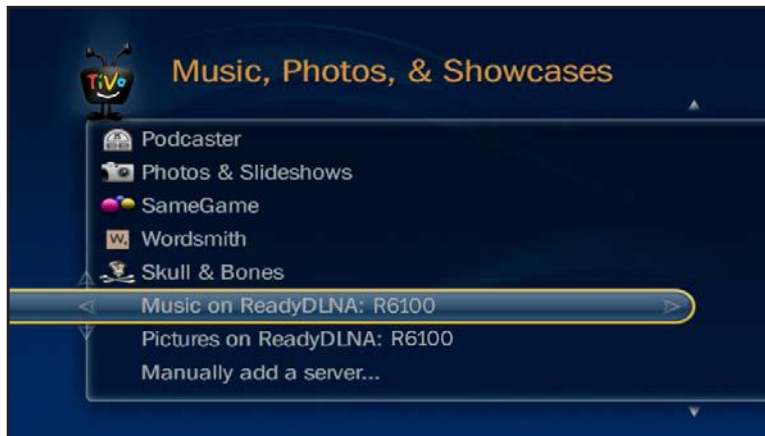 TiVo
Music, Photos, & Showcases
Podcaster
Photos & Slideshows
SameGame
W. Wordsmith
Skull & Bones
Music on ReadyDLNA: R6100
Pictures on ReadyDLNA: R6100
Manually add a server...